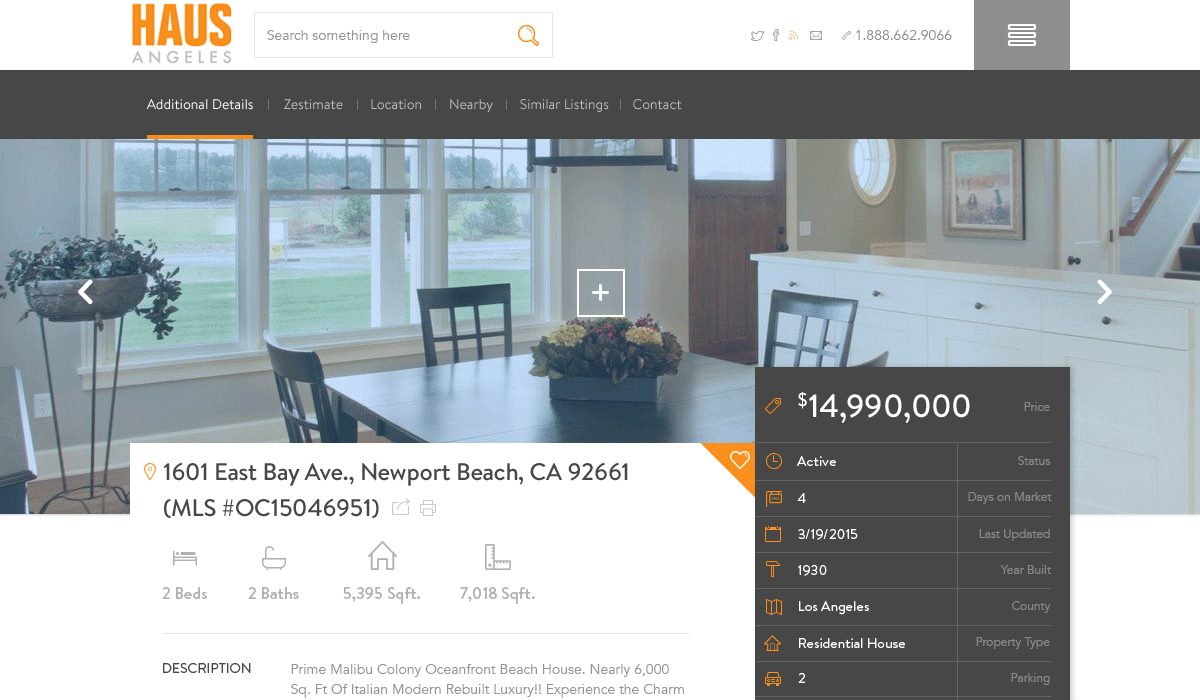 HAUS
ANGELES
Search something here
1.888.662.9066
Additional Details | Zestimate | Location | Nearby | Similar Listings | Contact
$14,990,000 Price
1601 East Bay Ave., Newport Beach, CA 92661
(MLS #OC15046951)
2 Beds 2 Baths 5,395 Sqft. 7,018 Sqft.
DESCRIPTION Prime Malibu Colony Oceanfront Beach House. Nearly 6,000
Sq. Ft Of Italian Modern Rebuilt Luxury!! Experience the Charm
Active Status
4 Days on Market
3/19/2015 Last Updated
1930 Year Built
Los Angeles County
Residential House Property Type
2 Parking